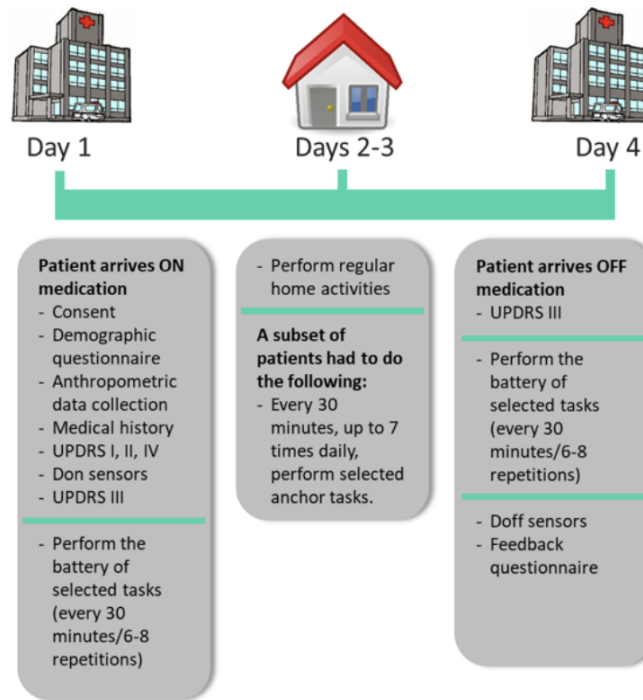 Day 1
Days 2-3
Day 4
Patient arrives ON
medication
- Consent
- Demographic
questionnaire
- Anthropometric
data collection
- Medical history
- UPDRS I, II, IV
- Don sensors
- UPDRS III
- Perform the
battery of
selected tasks
(every 30
minutes/6-8
repetitions)
- Perform regular
home activities
A subset of
patients had to do
the following:
- Every 30
minutes, up to 7
times daily,
perform selected
anchor tasks.
Patient arrives OFF
medication
- UPDRS III
- Perform the
battery of
selected tasks
(every 30
minutes/6-8
repetitions)
- Doff sensors
- Feedback
questionnaire